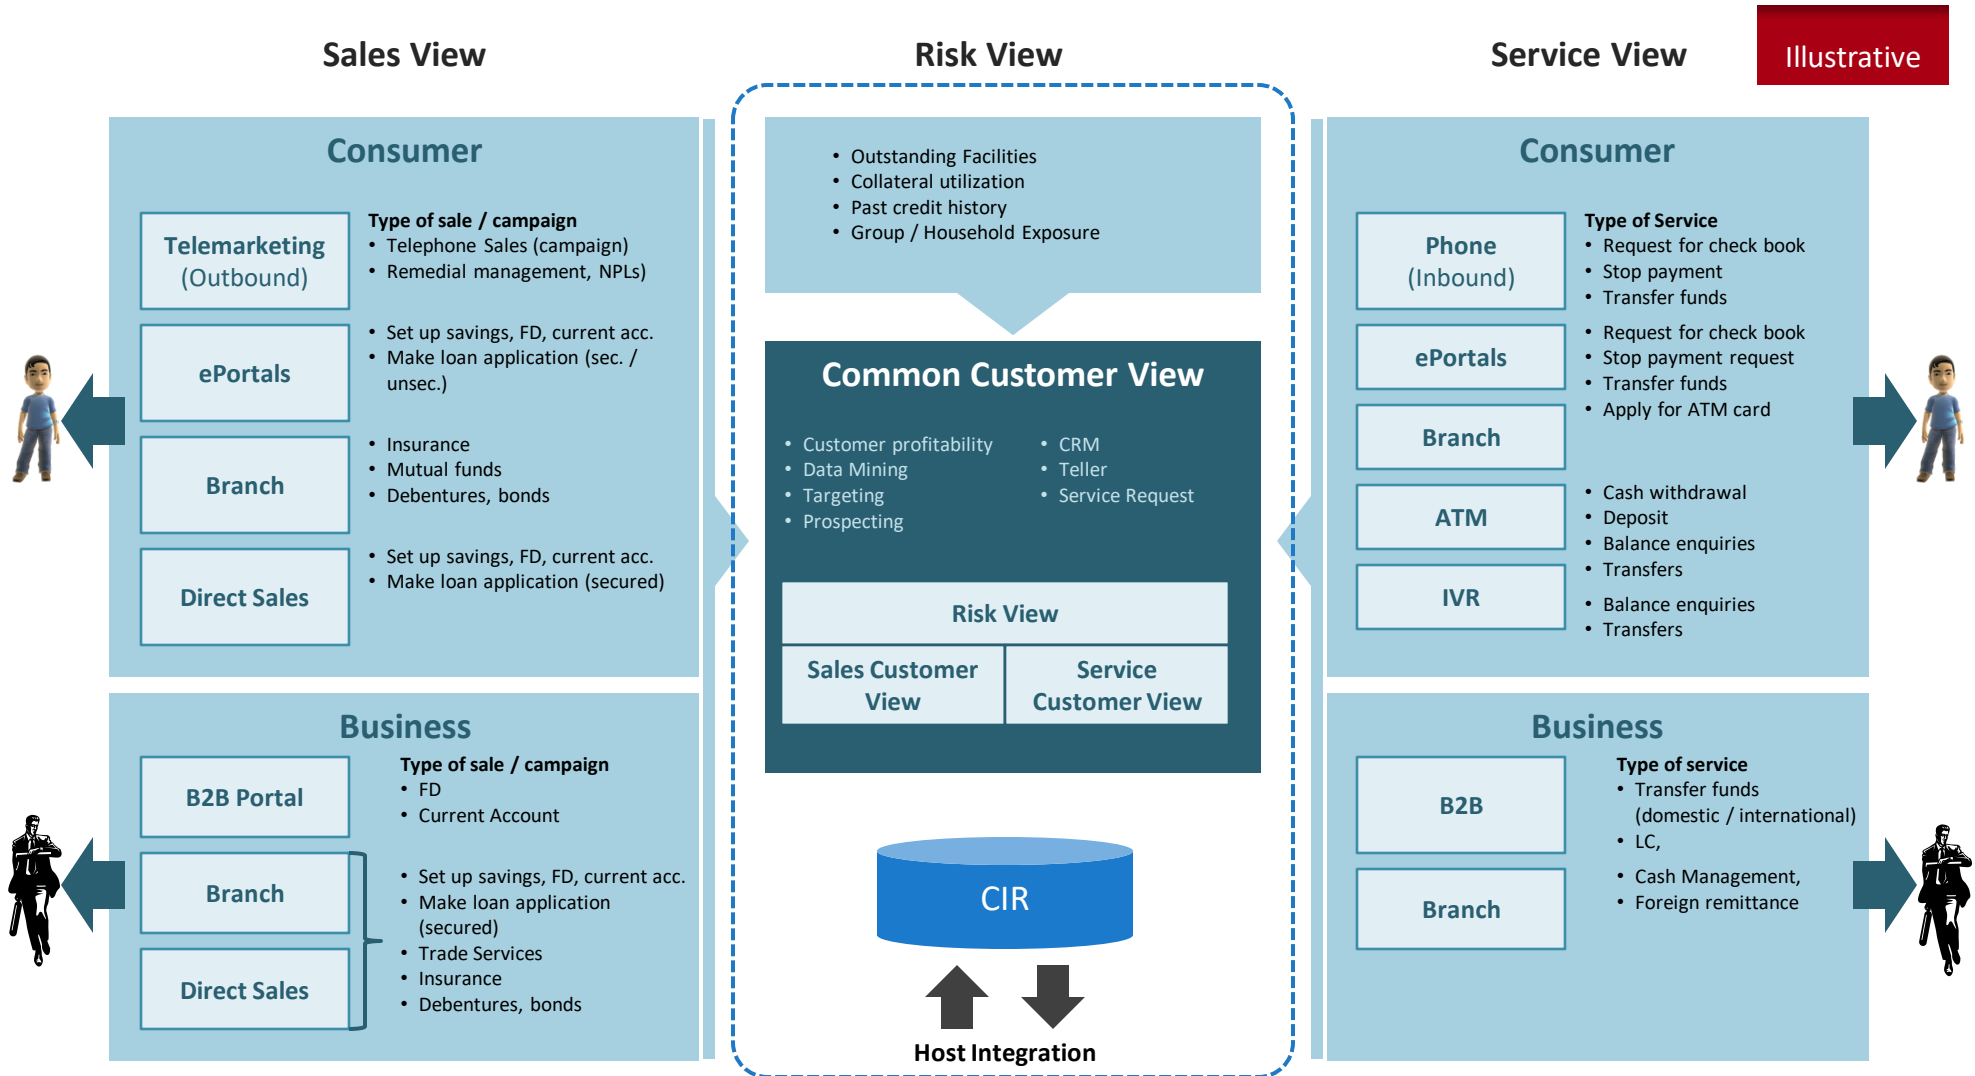 Sales View
Risk View
Service View
Illustrative
Consumer
Telemarketing
(Outbound)
Type of sale / campaign
• Telephone Sales (campaign)
• Remedial management, NPLs)
ePortals
• Set up savings, FD, current acc.
• Make loan application (sec. /
unsec.)
Branch
• Insurance
• Mutual funds
• Debentures, bonds
Direct Sales
• Set up savings, FD, current acc.
• Make loan application (secured)
Business
B2B Portal
Type of sale / campaign
• FD
• Current Account
Branch
Direct Sales
• Set up savings, FD, current acc.
• Make loan application
(secured)
• Trade Services
• Insurance
• Debentures, bonds
• Outstanding Facilities
• Collateral utilization
• Past credit history
• Group / Household Exposure
Common Customer View
• Customer profitability
• Data Mining
• Targeting
• Prospecting
• CRM
• Teller
• Service Request
Risk View
Sales Customer
View
Service
Customer View
CIR
Host Integration
Consumer
Phone
(Inbound)
Type of Service
• Request for check book
• Stop payment
• Transfer funds
ePortals
• Request for check book
• Stop payment request
• Transfer funds
• Apply for ATM card
Branch
ATM
• Cash withdrawal
• Deposit
• Balance enquiries
• Transfers
IVR
• Balance enquiries
• Transfers
Business
B2B
Type of service
• Transfer funds
(domestic / international)
• LC,
Branch
• Cash Management,
• Foreign remittance